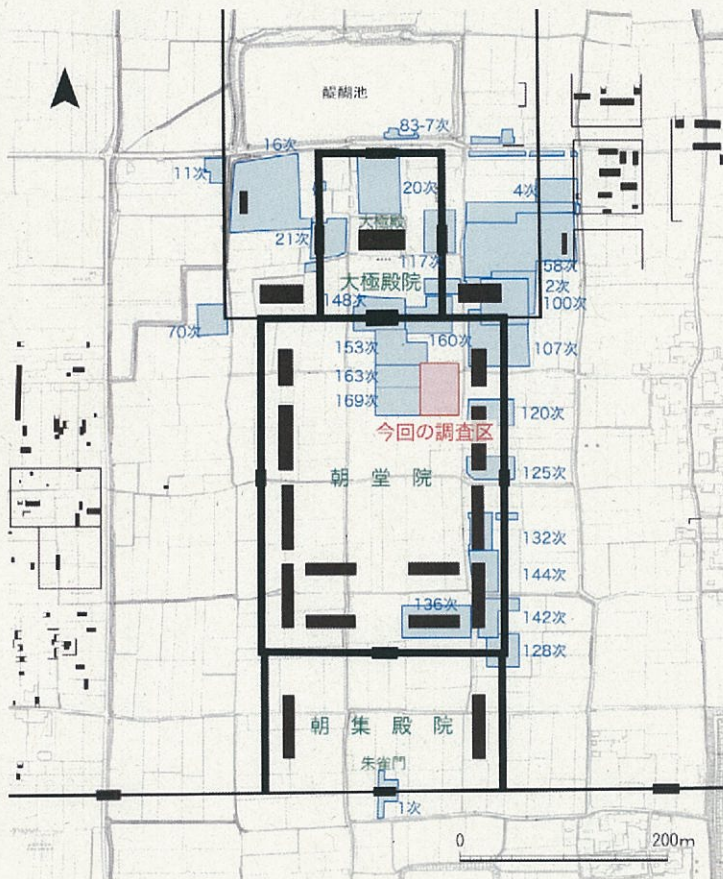 醍醐池
83-7次
16次
11次
20次
4次
大極殿
21次
117次
58次
大極殿院
2次
148次
100次
70次
160次
153次
107次
163次
169次
120次
今回の調査区
125次
朝堂院
132次
144次
136次
142次
128次
朝集殿院
朱雀門
1次
0 200m